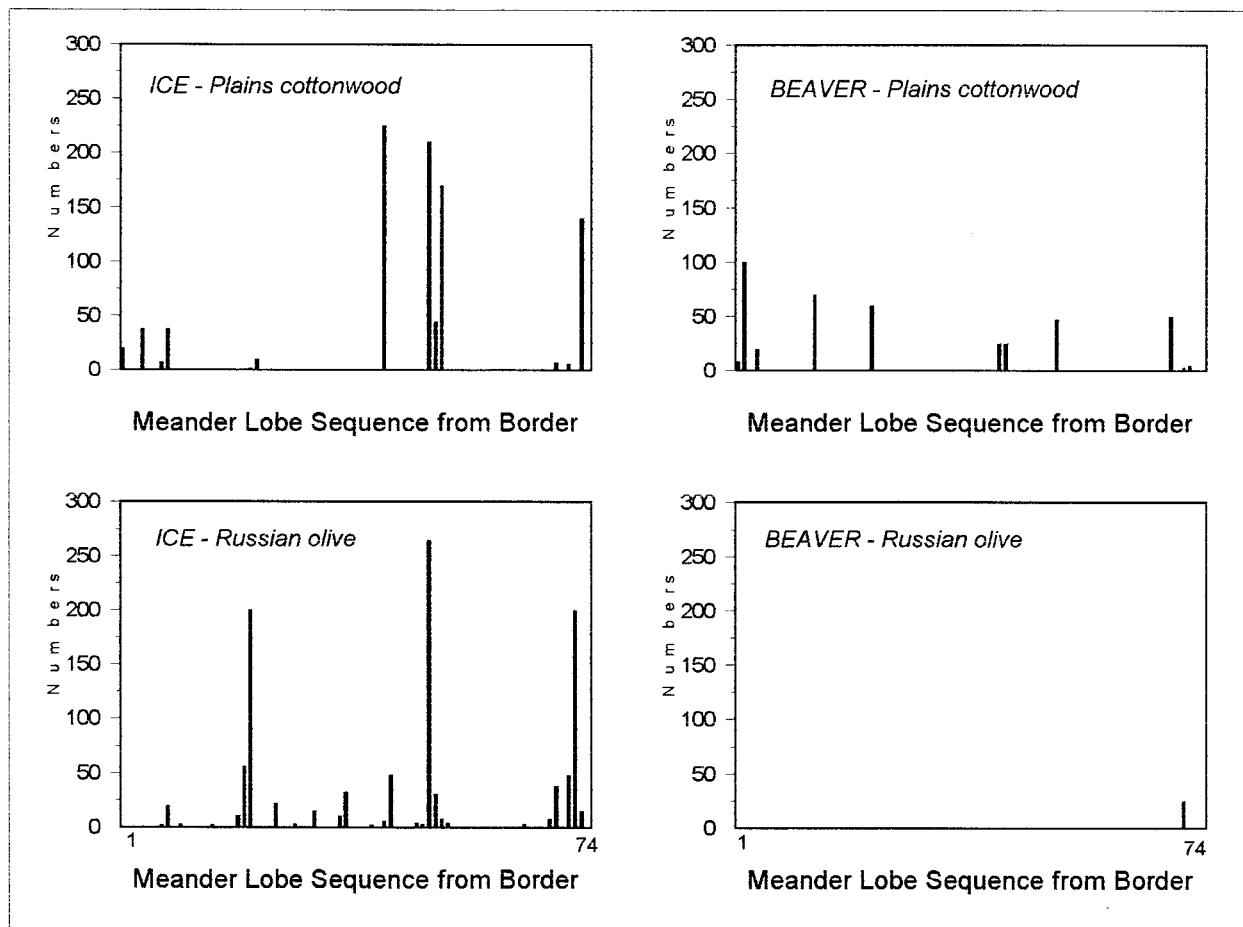 ICE - Plains cottonwood
300
250
200
150
100
50
0
Numbers
Meander Lobe Sequence from Border
BEAVER - Plains cottonwood
300
250
200
150
100
50
0
Numbers
Meander Lobe Sequence from Border
ICE - Russian olive
300
250
200
150
100
50
0
Numbers
1
74
Meander Lobe Sequence from Border
BEAVER - Russian olive
300
250
200
150
100
50
0
Numbers
1
74
Meander Lobe Sequence from Border